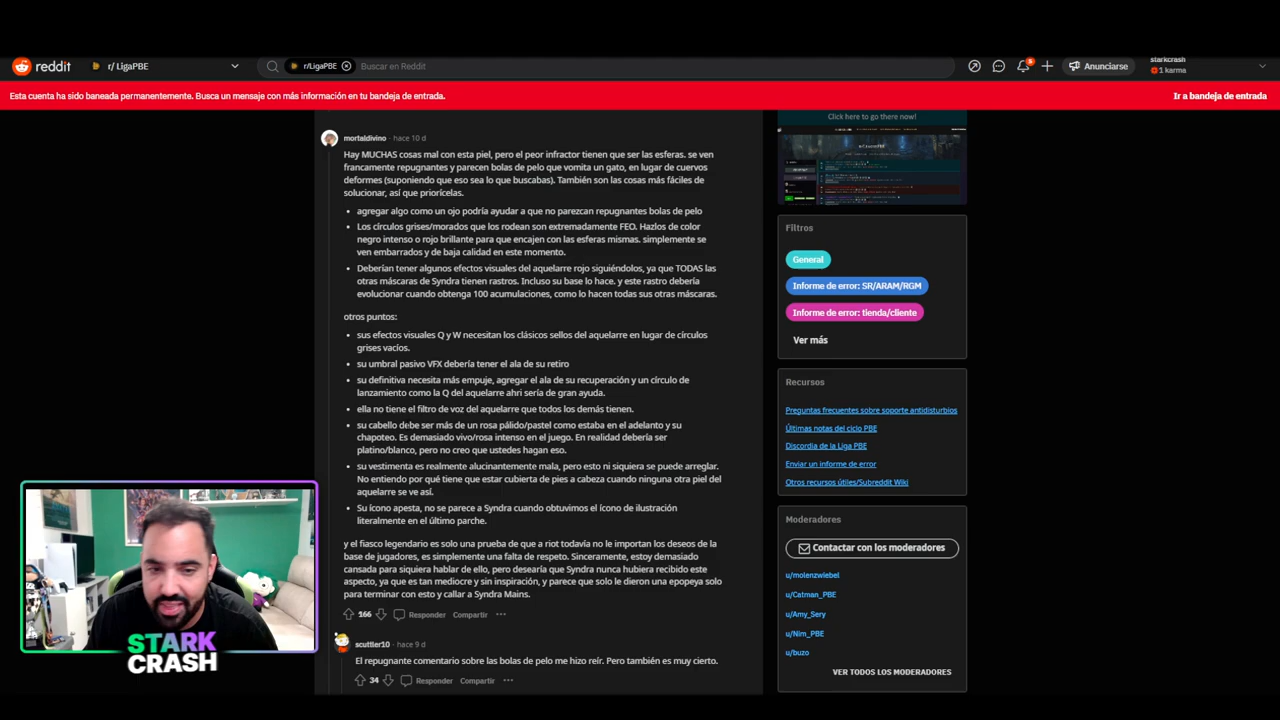 reddit
r/ LigaPBE
r/LigaPBE
Buscar en Reddit
5
Anunciarse
starkcrash
1 karma
Esta cuenta ha sido baneada permanentemente. Busca un mensaje con más información en tu bandeja de entrada.
Ir a bandeja de entrada
mortaldivino · hace 10 d
Hay MUCHAS cosas mal con esta piel, pero el peor infractor tienen que ser las esferas. se ven
francamente repugnantes y parecen bolas de pelo que vomita un gato, en lugar de cuervos
deformes (suponiendo que eso sea lo que buscabas). También son las cosas más fáciles de
solucionar, así que priorícelas.
• agregar algo como un ojo podría ayudar a que no parezcan repugnantes bolas de pelo
• Los círculos grises/morados que los rodean son extremadamente FEO. Hazlos de color
negro intenso o rojo brillante para que encajen con las esferas mismas. simplemente se
ven embarrados y de baja calidad en este momento.
• Deberían tener algunos efectos visuales del aquelarre rojo siguiéndolos, ya que TODAS las
otras máscaras de Syndra tienen rastros. Incluso su base lo hace. y este rastro debería
evolucionar cuando obtenga 100 acumulaciones, como lo hacen todas sus otras máscaras.
otros puntos:
• sus efectos visuales Q y W necesitan los clásicos sellos del aquelarre en lugar de círculos
grises vacíos.
• su umbral pasivo VFX debería tener el ala de su retiro
• su definitiva necesita más empuje, agregar el ala de su recuperación y un círculo de
lanzamiento como la Q del aquelarre ahri sería de gran ayuda.
• ella no tiene el filtro de voz del aquelarre que todos los demás tienen.
• su cabello debe ser más de un rosa pálido/pastel como estaba en el adelanto y su
chapoteo. Es demasiado vivo/rosa intenso en el juego. En realidad debería ser
platino/blanco, pero no creo que ustedes hagan eso.
• su vestimenta es realmente alucinantemente mala, pero esto ni siquiera se puede arreglar.
No entiendo por qué tiene que estar cubierta de pies a cabeza cuando ninguna otra piel del
aquelarre se ve así.
• Su ícono apesta, no se parece a Syndra cuando obtuvimos el ícono de ilustración
literalmente en el último parche.
y el fiasco legendario es solo una prueba de que a riot todavía no le importan los deseos de la
base de jugadores, es simplemente una falta de respeto. Sinceramente, estoy demasiado
cansada para siquiera hablar de ello, pero desearía que Syndra nunca hubiera recibido este
aspecto, ya que es tan mediocre y sin inspiración, y parece que solo le dieron una epopeya solo
para terminar con esto y callar a Syndra Mains.
166 Responder Compartir ···
scuttler10 · hace 9 d
El repugnante comentario sobre las bolas de pelo me hizo reír. Pero también es muy cierto.
34 Responder Compartir ···
Click here to go there now!
Filtros
General
Informe de error: SR/ARAM/RGM
Informe de error: tienda/cliente
Ver más
Recursos
Preguntas frecuentes sobre soporte antidisturbios
Últimas notas del ciclo PBE
Discordia de la Liga PBE
Enviar un informe de error
Otros recursos útiles/Subreddit Wiki
Moderadores
Contactar con los moderadores
u/molenzwiebel
u/Catman_PBE
u/Amy_Sery
u/Nim_PBE
u/buzo
VER TODOS LOS MODERADORES
STARK
CRASH